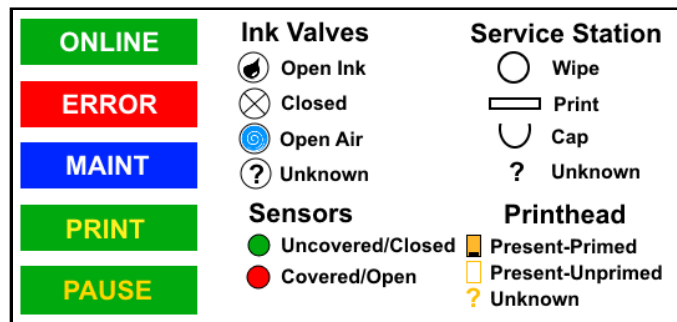 ONLINE
ERROR
MAINT
PRINT
PAUSE
Ink Valves
Open Ink
Closed
Open Air
? Unknown
Sensors
Uncovered/Closed
Covered/Open
Service Station
Wipe
Print
Cap
? Unknown
Printhead
Present-Primed
Present-Unprimed
? Unknown